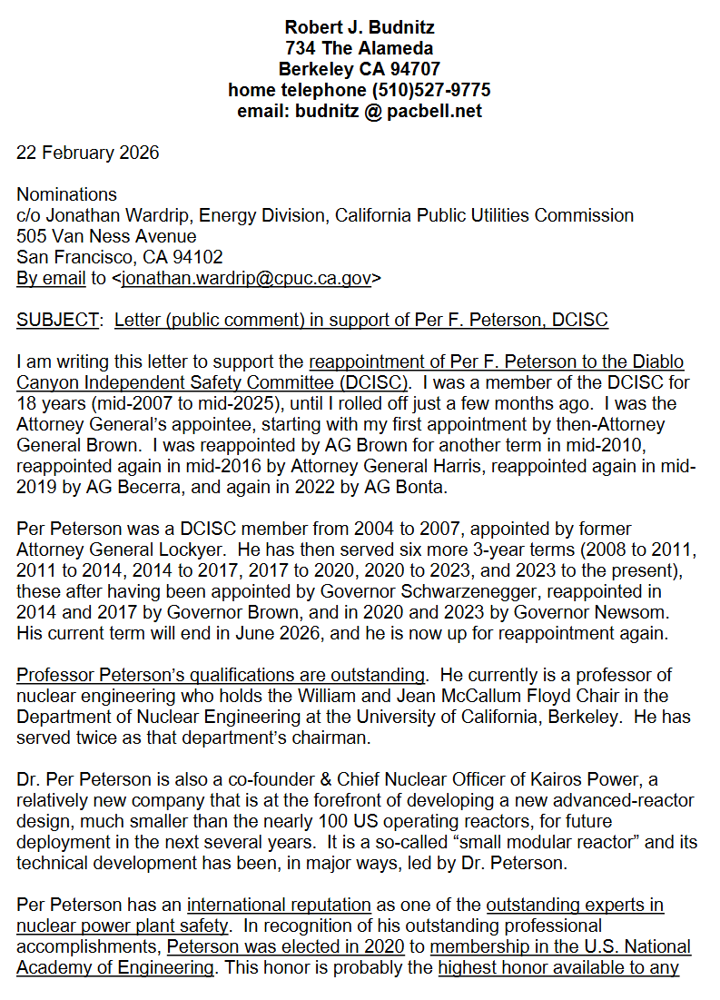 Robert J. Budnitz
734 The Alameda
Berkeley CA 94707
home telephone (510)527-9775
email: budnitz @ pacbell.net
22 February 2026
Nominations
c/o Jonathan Wardrip, Energy Division, California Public Utilities Commission
505 Van Ness Avenue
San Francisco, CA 94102
By email to <jonathan.wardrip@cpuc.ca.gov>
SUBJECT:  Letter (public comment) in support of Per F. Peterson, DCISC
I am writing this letter to support the reappointment of Per F. Peterson to the Diablo
Canyon Independent Safety Committee (DCISC).  I was a member of the DCISC for
18 years (mid-2007 to mid-2025), until I rolled off just a few months ago.  I was the
Attorney General’s appointee, starting with my first appointment by then-Attorney
General Brown.  I was reappointed by AG Brown for another term in mid-2010,
reappointed again in mid-2016 by Attorney General Harris, reappointed again in mid-
2019 by AG Becerra, and again in 2022 by AG Bonta.
Per Peterson was a DCISC member from 2004 to 2007, appointed by former
Attorney General Lockyer.  He has then served six more 3-year terms (2008 to 2011,
2011 to 2014, 2014 to 2017, 2017 to 2020, 2020 to 2023, and 2023 to the present),
these after having been appointed by Governor Schwarzenegger, reappointed in
2014 and 2017 by Governor Brown, and in 2020 and 2023 by Governor Newsom.
His current term will end in June 2026, and he is now up for reappointment again.
Professor Peterson’s qualifications are outstanding.  He currently is a professor of
nuclear engineering who holds the William and Jean McCallum Floyd Chair in the
Department of Nuclear Engineering at the University of California, Berkeley.  He has
served twice as that department’s chairman.
Dr. Per Peterson is also a co-founder & Chief Nuclear Officer of Kairos Power, a
relatively new company that is at the forefront of developing a new advanced-reactor
design, much smaller than the nearly 100 US operating reactors, for future
deployment in the next several years.  It is a so-called “small modular reactor” and its
technical development has been, in major ways, led by Dr. Peterson.
Per Peterson has an international reputation as one of the outstanding experts in
nuclear power plant safety.  In recognition of his outstanding professional
accomplishments, Peterson was elected in 2020 to membership in the U.S. National
Academy of Engineering. This honor is probably the highest honor available to any